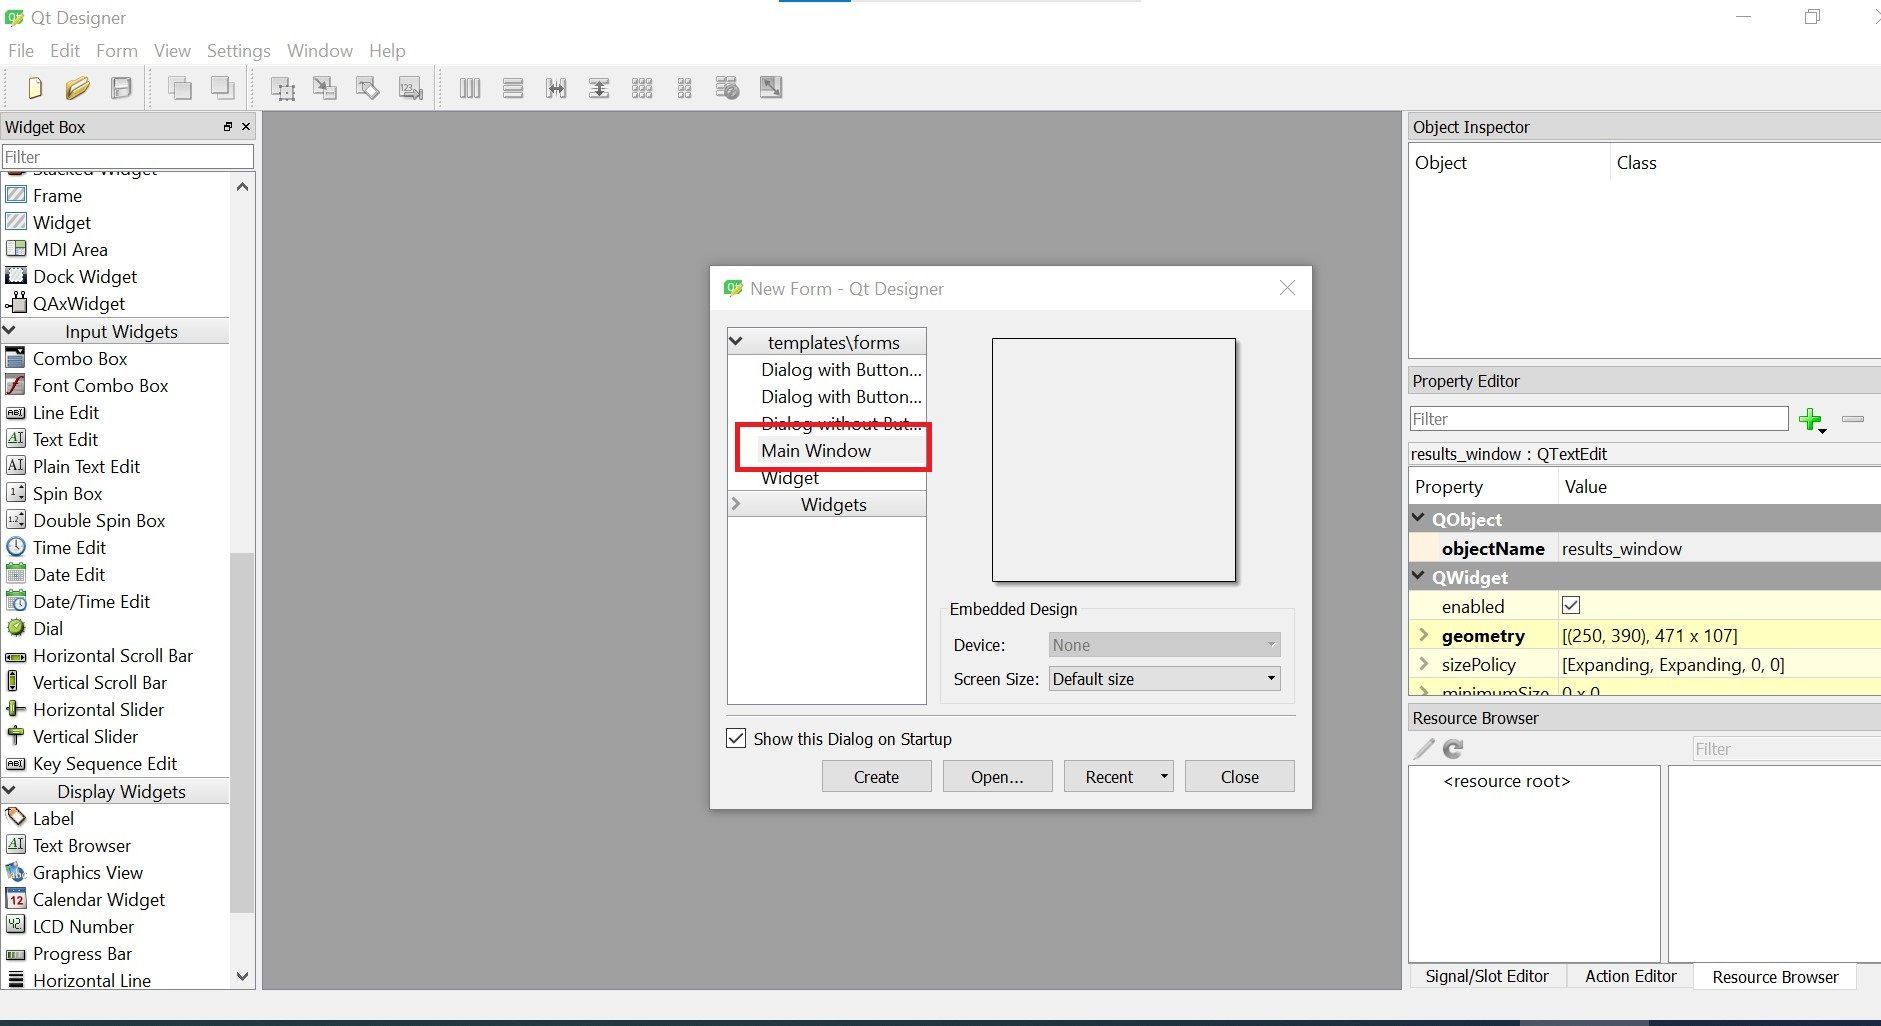 Qt Designer
File Edit Form View Settings Window Help
Widget Box
Filter
Stacked Widget
Frame
Widget
MDI Area
Dock Widget
QAxWidget
Input Widgets
Combo Box
Font Combo Box
Line Edit
Text Edit
Plain Text Edit
Spin Box
Double Spin Box
Time Edit
Date Edit
Date/Time Edit
Dial
Horizontal Scroll Bar
Vertical Scroll Bar
Horizontal Slider
Vertical Slider
Key Sequence Edit
Display Widgets
Label
Text Browser
Graphics View
Calendar Widget
LCD Number
Progress Bar
Horizontal Line
New Form - Qt Designer
templates\forms
Dialog with Button...
Dialog with Button...
Dialog without But...
Main Window
Widget
Widgets
Embedded Design
Device: None
Screen Size: Default size
Show this Dialog on Startup
Create Open... Recent Close
Object Inspector
Object Class
Property Editor
Filter
results_window : QTextEdit
Property Value
QObject
objectName results_window
QWidget
enabled
geometry [(250, 390), 471 x 107]
sizePolicy [Expanding, Expanding, 0, 0]
minimumSize 0 x 0
Resource Browser
Filter
<resource root>
Signal/Slot Editor Action Editor Resource Browser